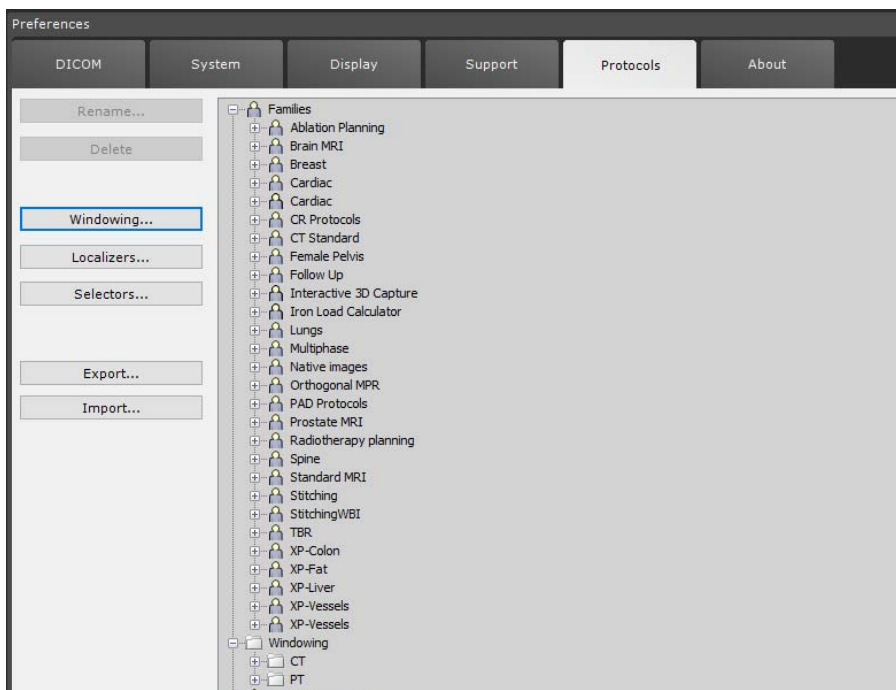 Preferences
DICOM System Display Support Protocols About
Rename...
Delete
Windowing...
Localizers...
Selectors...
Export...
Import...
Families
Ablation Planning
Brain MRI
Breast
Cardiac
Cardiac
CR Protocols
CT Standard
Female Pelvis
Follow Up
Interactive 3D Capture
Iron Load Calculator
Lungs
Multiphase
Native images
Orthogonal MPR
PAD Protocols
Prostate MRI
Radiotherapy planning
Spine
Standard MRI
Stitching
StitchingWBI
TBR
XP-Colon
XP-Fat
XP-Liver
XP-Vessels
XP-Vessels
Windowing
CT
PT